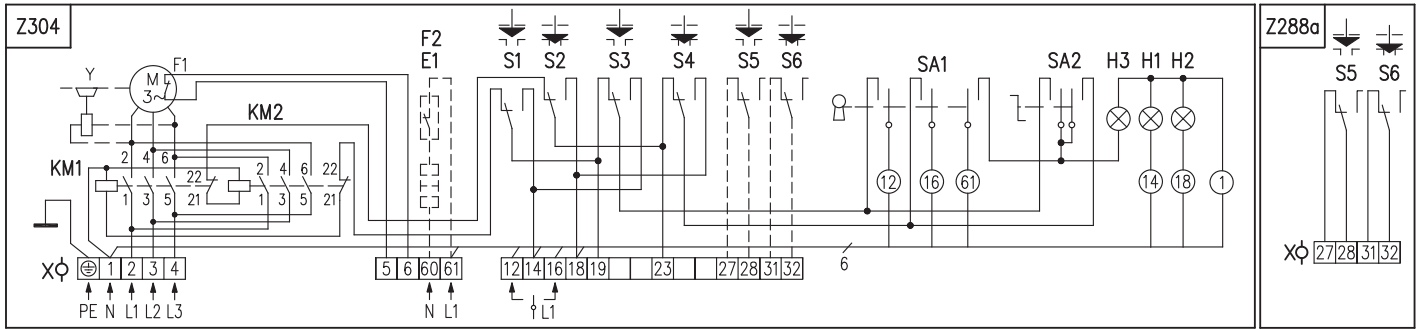 Z304
Z288a
F2
E1
S1 S2 S3 S4 S5 S6
SA1
SA2
H3 H1 H2
S5 S6
Y
F1
M
3~
KM2
KM1
2 4 6
22
1 3 5 21
2 4 6 22
1 3 5 21
12 16 61
14 18 1
6
X
1 2 3 4
5 6 60 61
12 14 16 18 19 23 27 28 31 32
X
27 28 31 32
PE N L1 L2 L3
N L1
L1